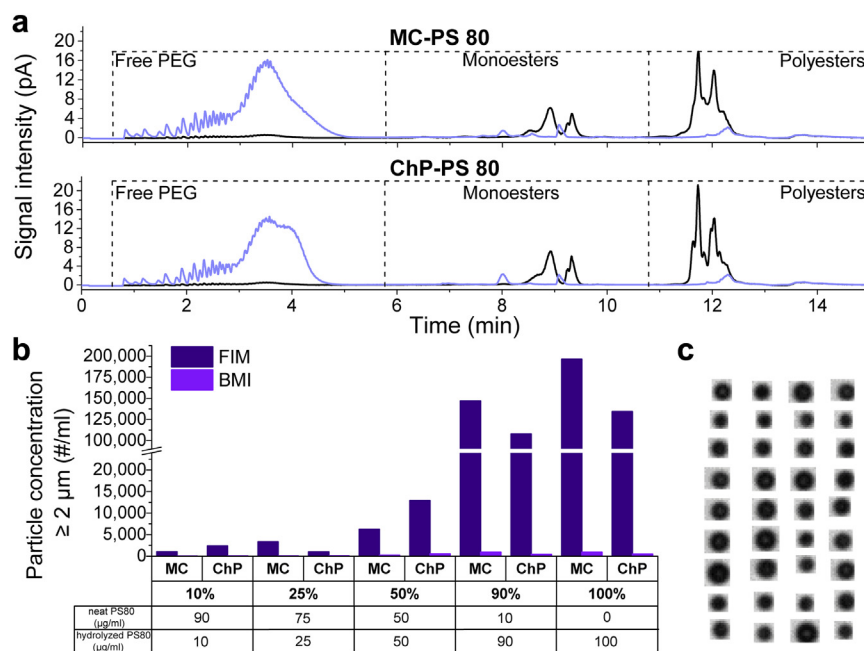 a
MC-PS 80
Free PEG Monoesters Polyesters
20
16
12
8
4
0
ChP-PS 80
Free PEG Monoesters Polyesters
20
16
12
8
4
0
Signal intensity (pA)
0 2 4 6 8 10 12 14
Time (min)
b
FIM
BMI
Particle concentration
≥ 2 µm (#/ml)
200,000
175,000
150,000
125,000
100,000
20,000
15,000
10,000
5,000
0
MC ChP MC ChP MC ChP MC ChP MC ChP
10% 25% 50% 90% 100%
neat PS80
(µg/ml)
90 75 50 10 0
hydrolyzed PS80
(µg/ml)
10 25 50 90 100
c